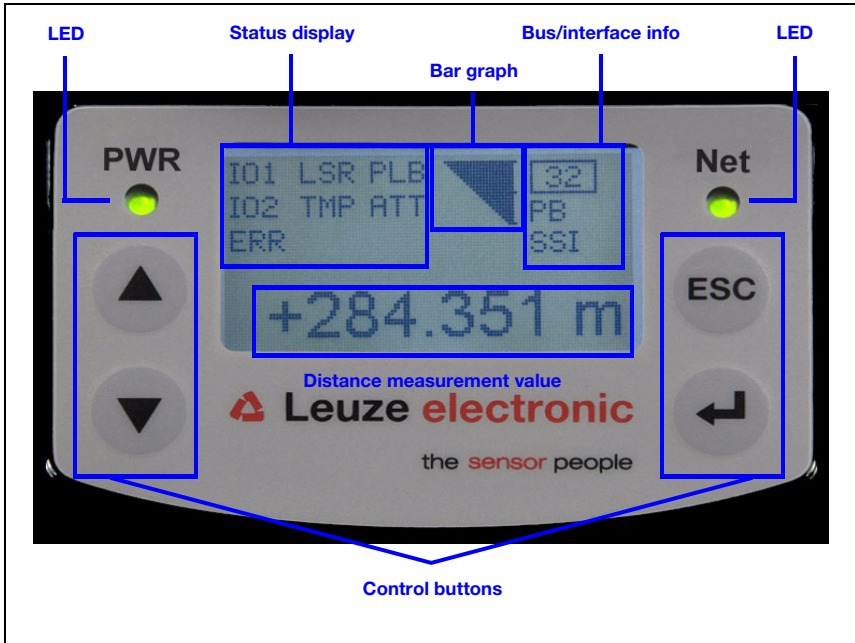 LED
Status display
Bus/interface info
LED
Bar graph
PWR
Net
IO1 LSR PLB
IO2 TMP ATT
ERR
32
PB
SSI
ESC
+284.351 m
Distance measurement value
Leuze electronic
the sensor people
Control buttons